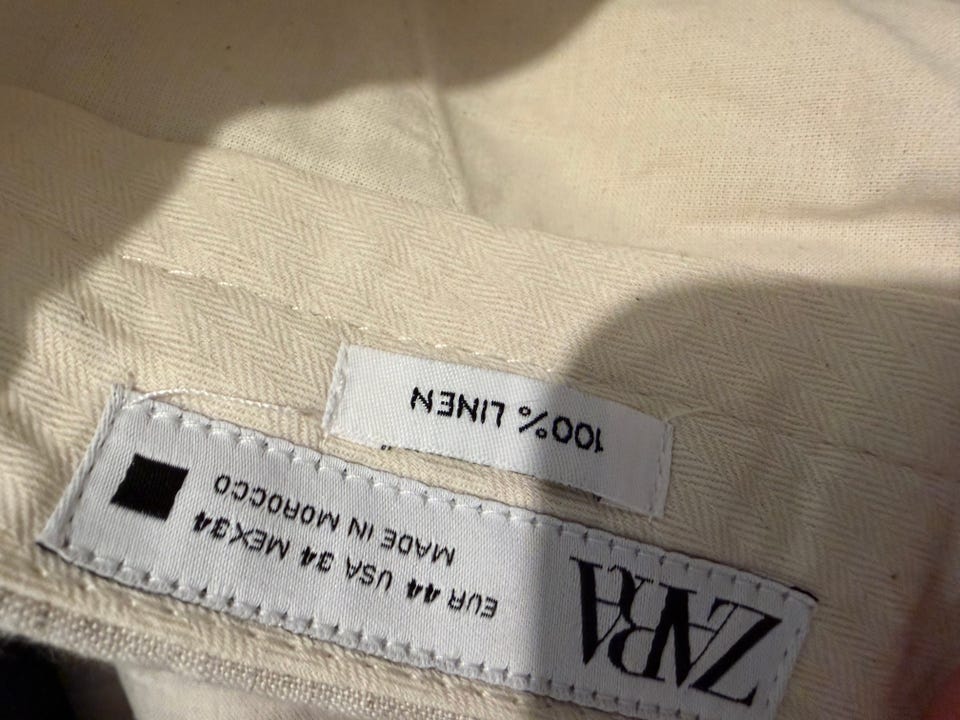 ZARA
EUR 44 USA 34 MEX34
MADE IN MOROCCO
100% LINEN